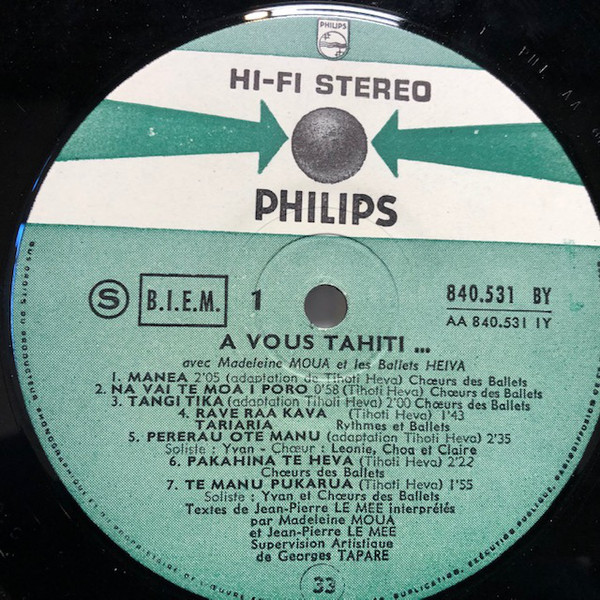 PHILIPS
HI-FI STEREO
PHILIPS
S B.I.E.M. 1
840.531 BY
AA 840.531 1Y
A VOUS TAHITI ...
avec Madeleine MOUA et les Ballets HEIVA
1. MANEA 2'05 (adaptation de Tihoti Heva) Chœurs des Ballets
2. NA VAI TE MOA I PORO 0'58 (Tihoti Heva) Chœurs des Ballets
3. TANGI TIKA (adaptation Tihoti Heva) 2'00 Chœurs des Ballets
4. RAVE RAA KAVA (Tihoti Heva) 1'43
TARIARIA Rythmes et Ballets
5. PERERAU OTE MANU (adaptation Tihoti Heva) 2'35
Soliste : Yvan - Chœur : Leonie, Choa et Claire
6. PAKAHINA TE HEVA (Tihoti Heva) 2'22
Chœurs des Ballets
7. TE MANU PUKARUA (Tihoti Heva) 1'55
Soliste : Yvan et Chœurs des Ballets
Textes de Jean-Pierre LE MEE interprétés
par Madeleine MOUA
et Jean-Pierre LE MEE
Supervision Artistique
de Georges TAPARE
33